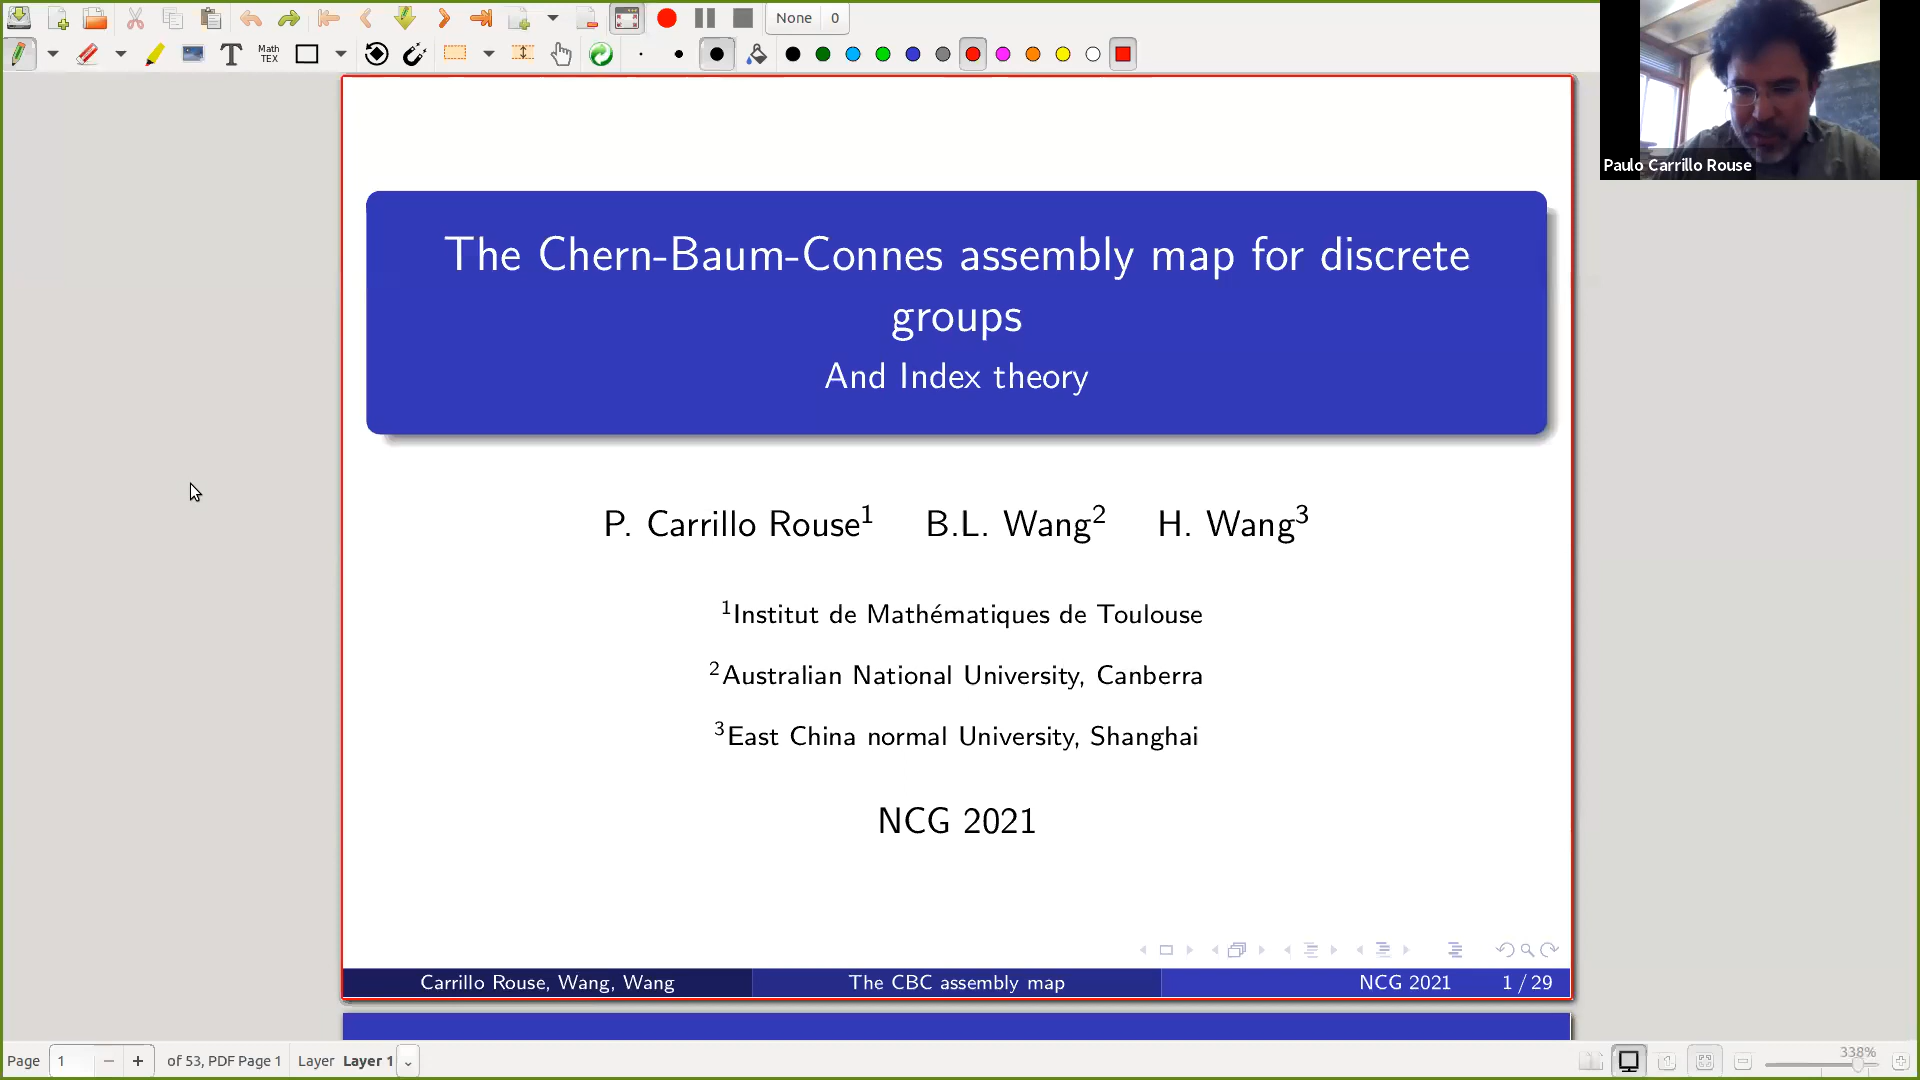 None 0
Math
TEX
Paulo Carrillo Rouse
The Chern-Baum-Connes assembly map for discrete
groups
And Index theory
P. Carrillo Rouse¹ B.L. Wang² H. Wang³
¹Institut de Mathématiques de Toulouse
²Australian National University, Canberra
³East China normal University, Shanghai
NCG 2021
Carrillo Rouse, Wang, Wang The CBC assembly map NCG 2021 1 / 29
Page 1 of 53, PDF Page 1 Layer Layer 1 338%